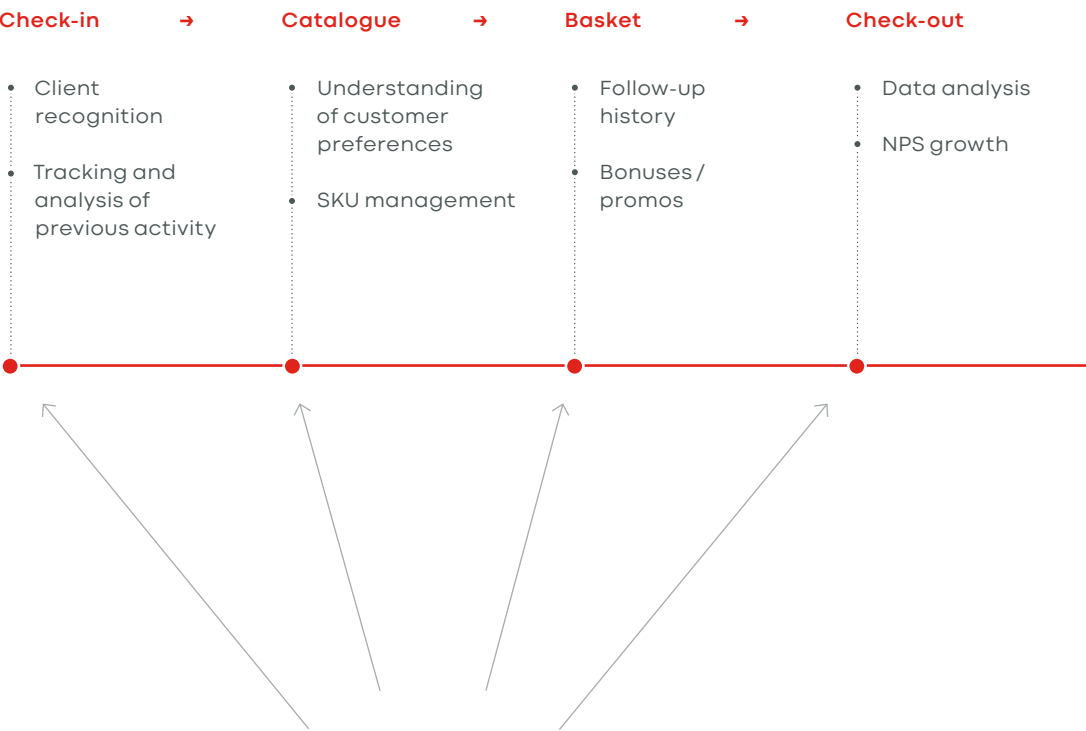 Check-in → Catalogue → Basket → Check-out
• Client
recognition
• Tracking and
analysis of
previous activity
• Understanding
of customer
preferences
• SKU management
• Follow-up
history
• Bonuses /
promos
• Data analysis
• NPS growth